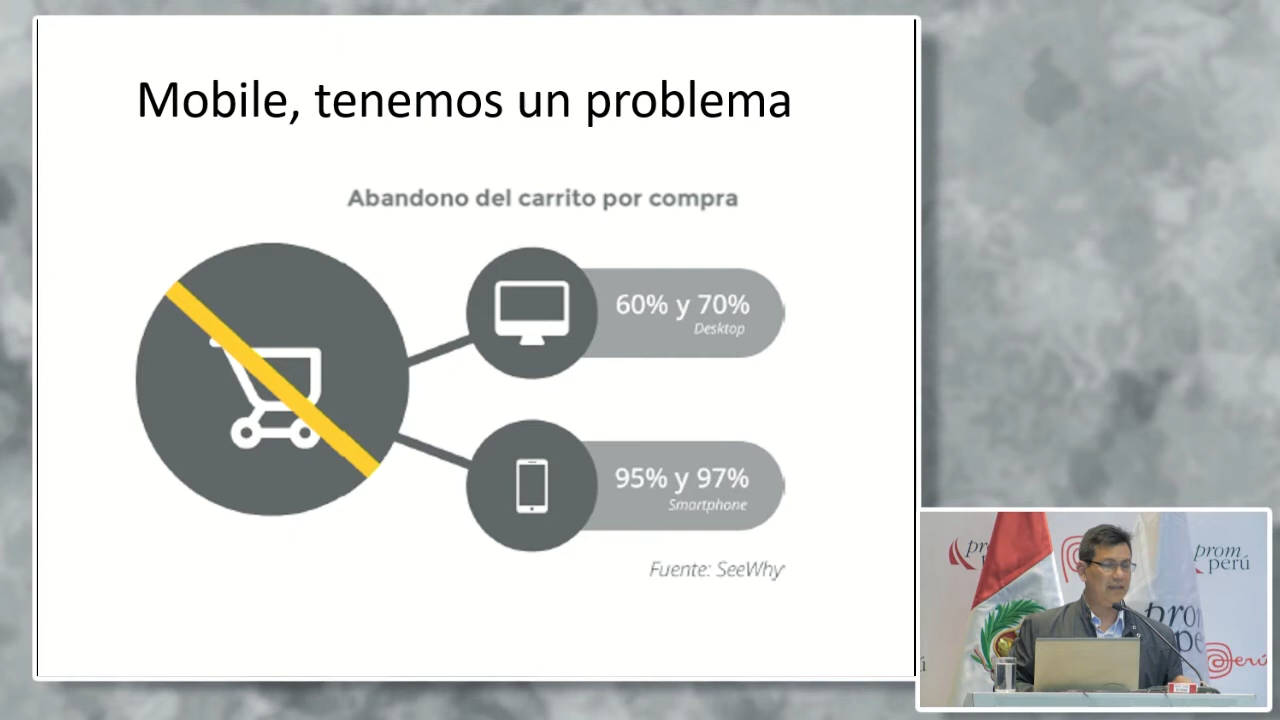 Mobile, tenemos un problema
Abandono del carrito por compra
60% y 70%
Desktop
95% y 97%
Smartphone
Fuente: SeeWhy
prom
perú
Perú